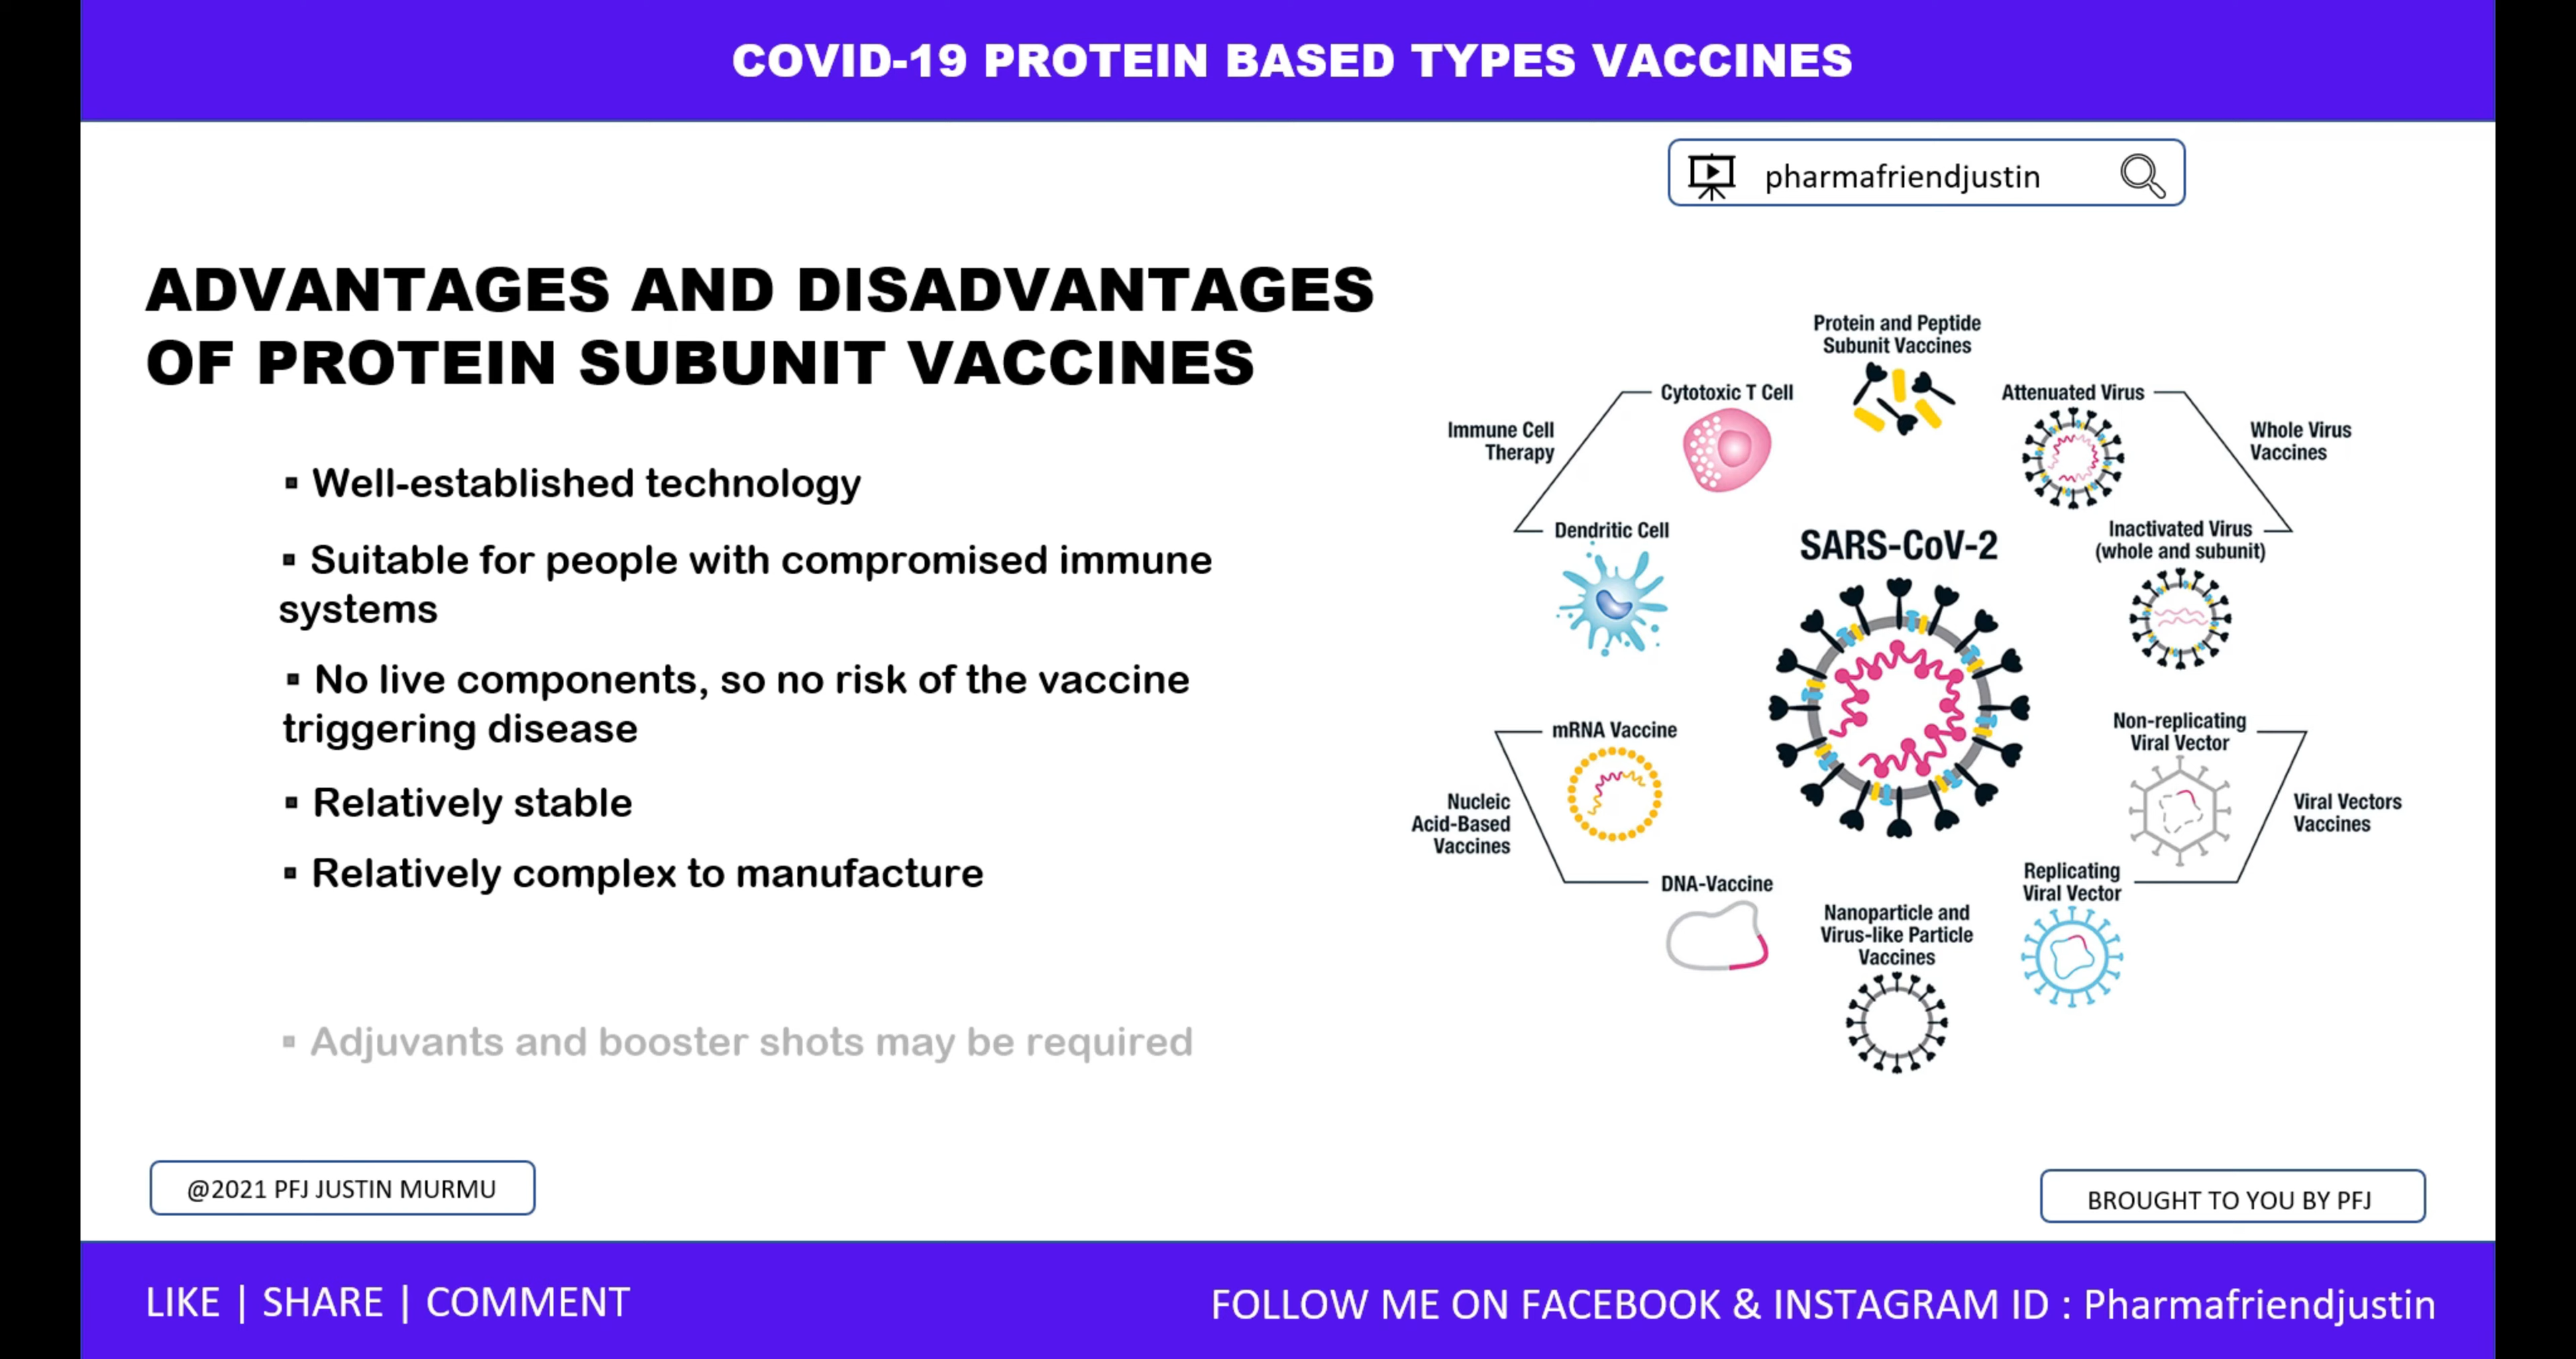 COVID-19 PROTEIN BASED TYPES VACCINES
pharmafriendjustin
ADVANTAGES AND DISADVANTAGES
OF PROTEIN SUBUNIT VACCINES
▪ Well-established technology
▪ Suitable for people with compromised immune
systems
▪ No live components, so no risk of the vaccine
triggering disease
▪ Relatively stable
▪ Relatively complex to manufacture
▪ Adjuvants and booster shots may be required
Protein and Peptide
Subunit Vaccines
Cytotoxic T Cell
Attenuated Virus
Immune Cell
Therapy
Whole Virus
Vaccines
Dendritic Cell
Inactivated Virus
(whole and subunit)
SARS-CoV-2
mRNA Vaccine
Non-replicating
Viral Vector
Nucleic
Acid-Based
Vaccines
Viral Vectors
Vaccines
DNA-Vaccine
Replicating
Viral Vector
Nanoparticle and
Virus-like Particle
Vaccines
@2021 PFJ JUSTIN MURMU
BROUGHT TO YOU BY PFJ
LIKE | SHARE | COMMENT
FOLLOW ME ON FACEBOOK & INSTAGRAM ID : Pharmafriendjustin